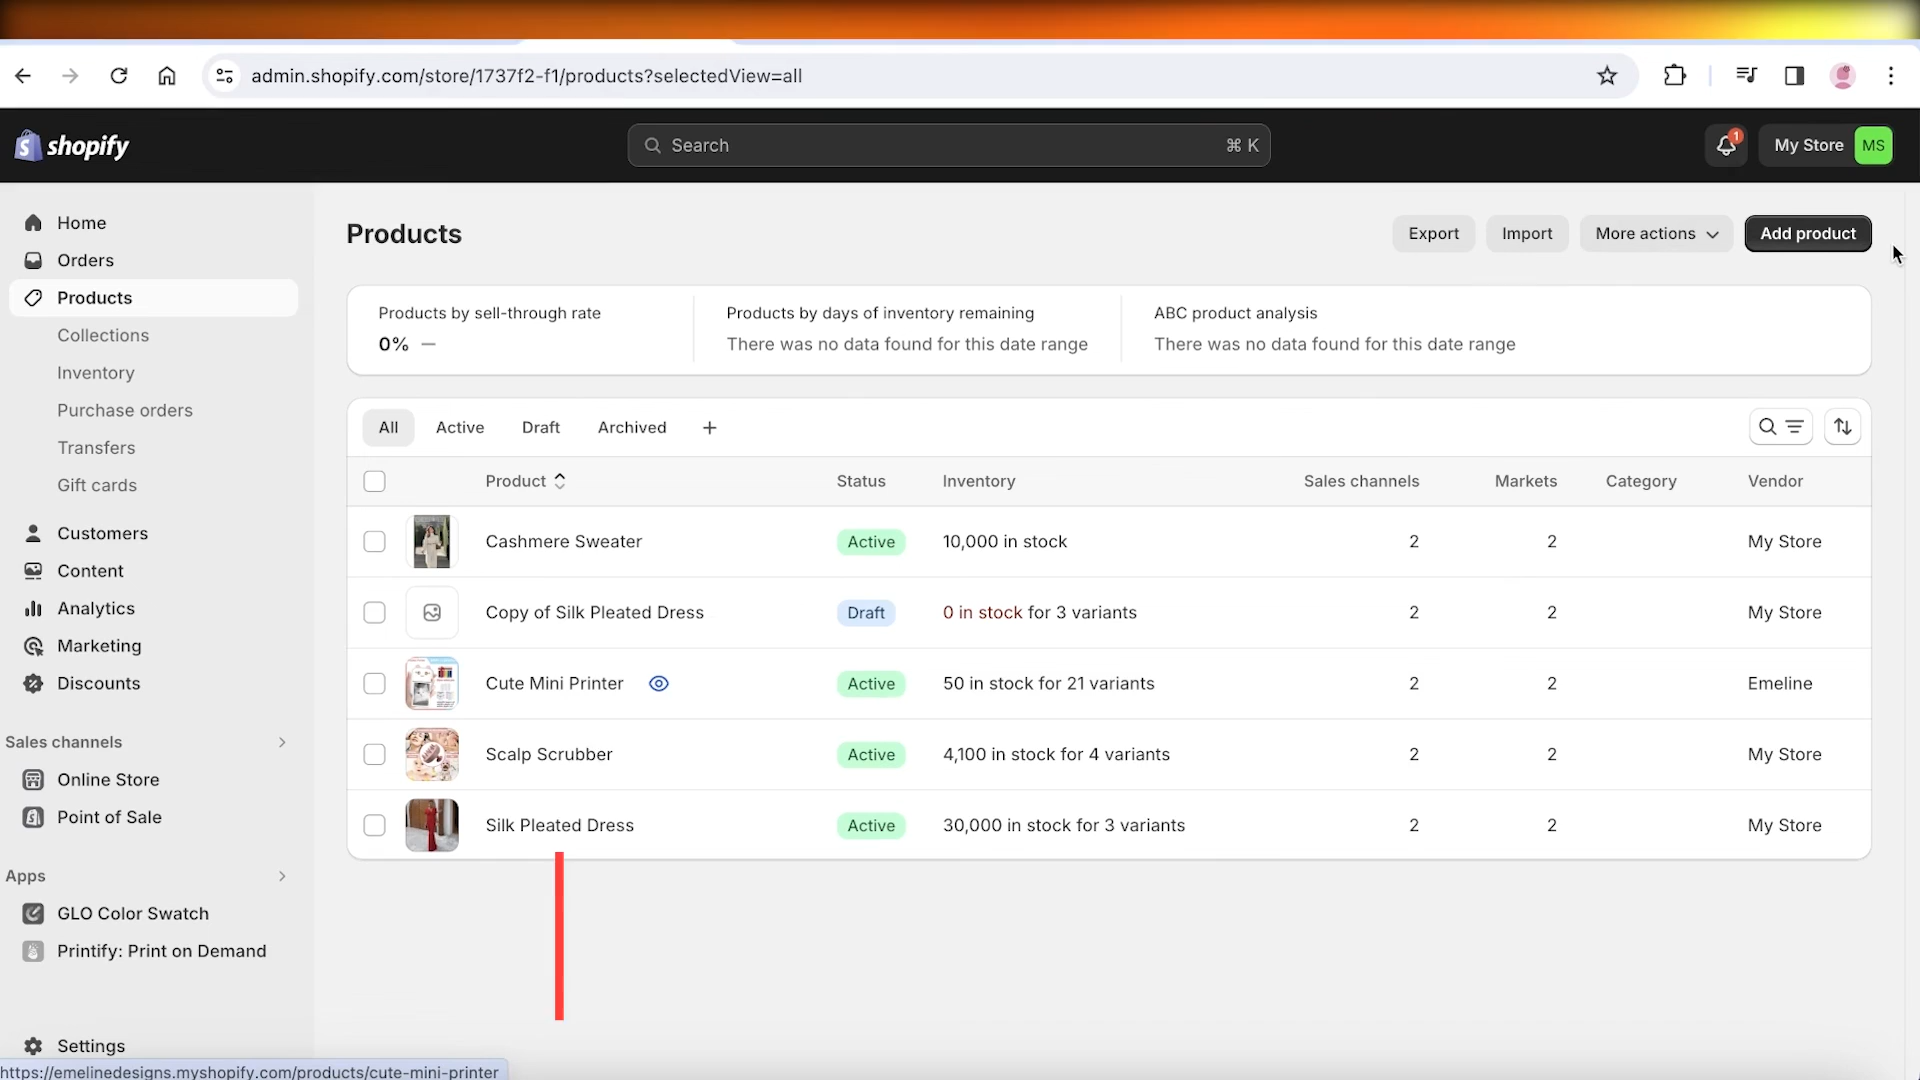 admin.shopify.com/store/1737f2-f1/products?selectedView=all
shopify
Search
⌘ K
1
My Store
MS
Home
Orders
Products
Collections
Inventory
Purchase orders
Transfers
Gift cards
Customers
Content
Analytics
Marketing
Discounts
Sales channels
Online Store
Point of Sale
Apps
GLO Color Swatch
Printify: Print on Demand
Settings
https://emelinedesigns.myshopify.com/products/cute-mini-printer
Products
Export
Import
More actions
Add product
Products by sell-through rate
0% —
Products by days of inventory remaining
There was no data found for this date range
ABC product analysis
There was no data found for this date range
All Active Draft Archived +
Product Status Inventory Sales channels Markets Category Vendor
Cashmere Sweater Active 10,000 in stock 2 2 My Store
Copy of Silk Pleated Dress Draft 0 in stock for 3 variants 2 2 My Store
Cute Mini Printer Active 50 in stock for 21 variants 2 2 Emeline
Scalp Scrubber Active 4,100 in stock for 4 variants 2 2 My Store
Silk Pleated Dress Active 30,000 in stock for 3 variants 2 2 My Store